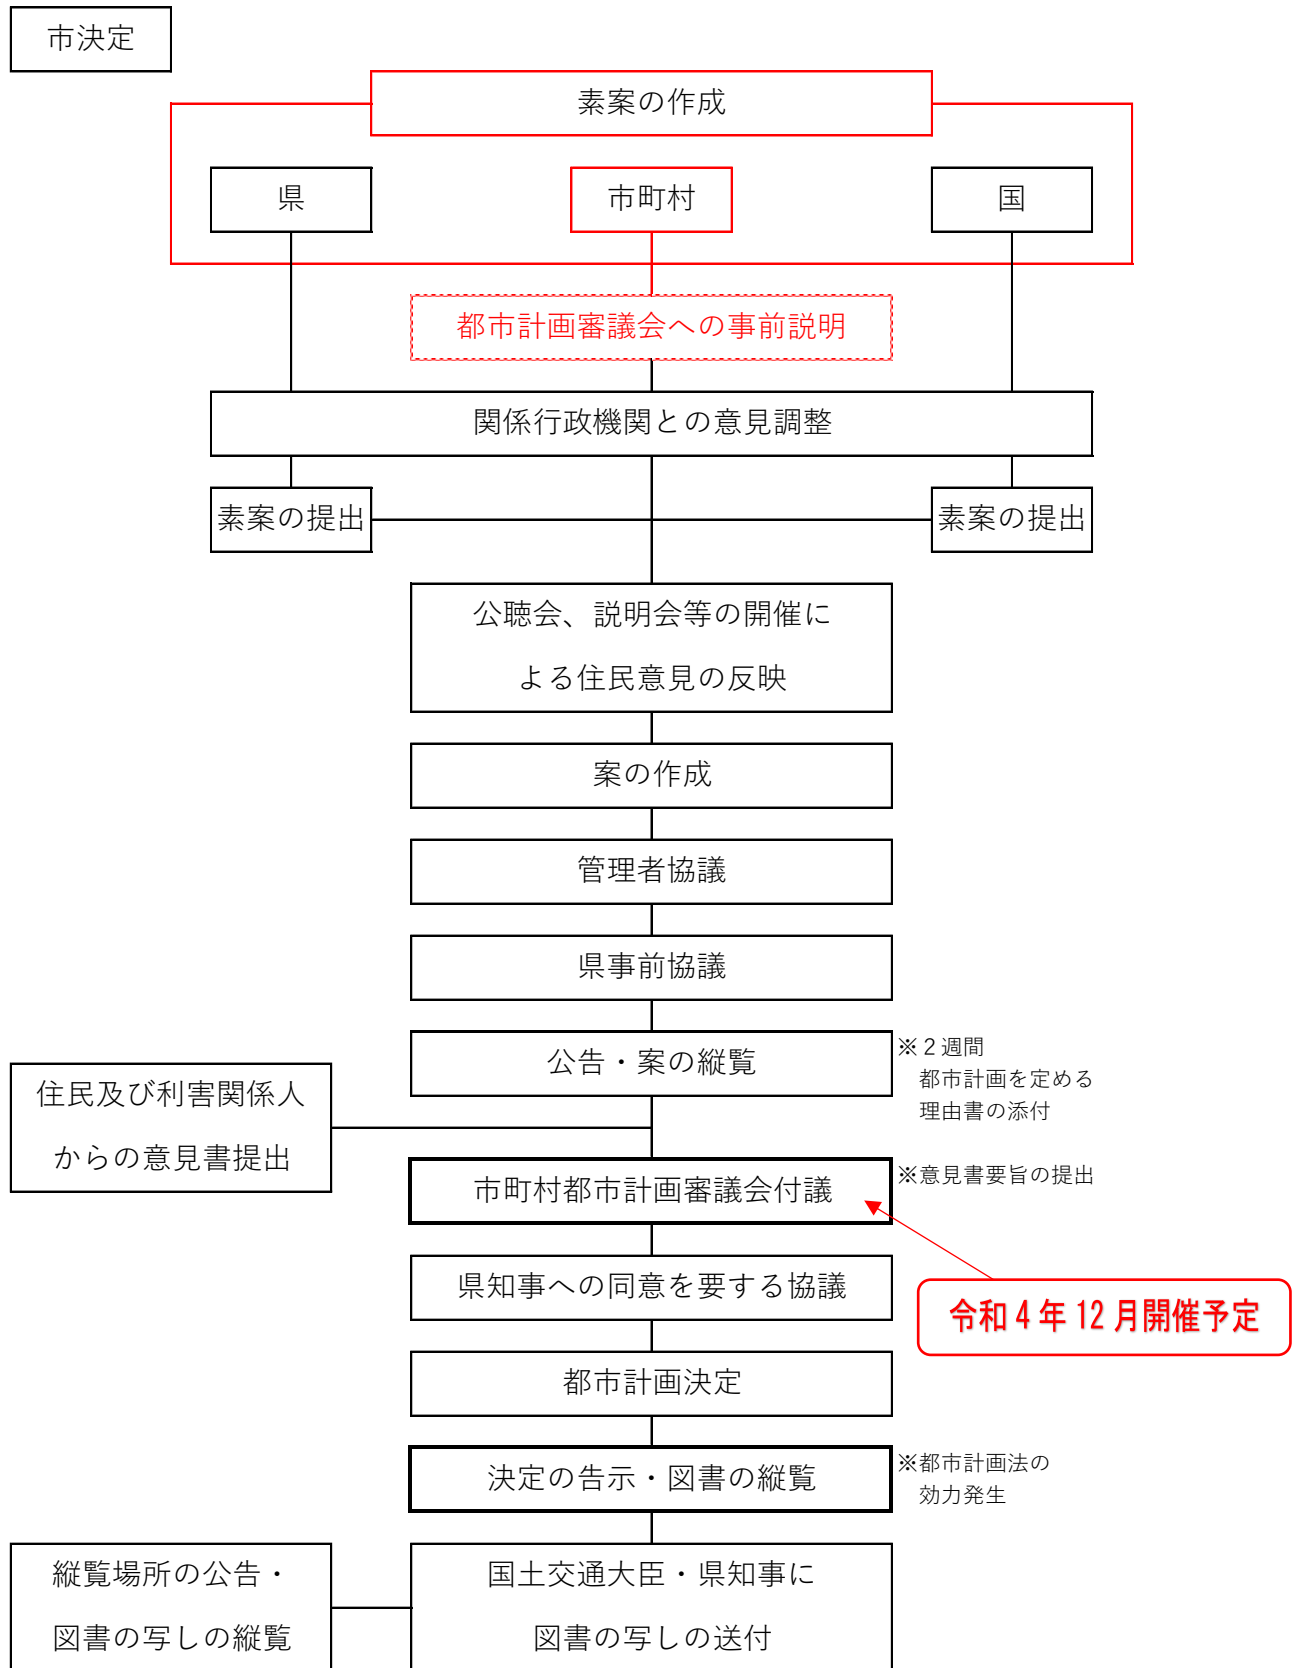 市決定
素案の作成
県
市町村
国
都市計画審議会への事前説明
関係行政機関との意見調整
素案の提出
素案の提出
公聴会、説明会等の開催に
よる住民意見の反映
案の作成
管理者協議
県事前協議
公告・案の縦覧
※２週間
都市計画を定める
理由書の添付
住民及び利害関係人
からの意見書提出
市町村都市計画審議会付議
※意見書要旨の提出
県知事への同意を要する協議
令和４年12月開催予定
都市計画決定
決定の告示・図書の縦覧
※都市計画法の
効力発生
縦覧場所の公告・
図書の写しの縦覧
国土交通大臣・県知事に
図書の写しの送付